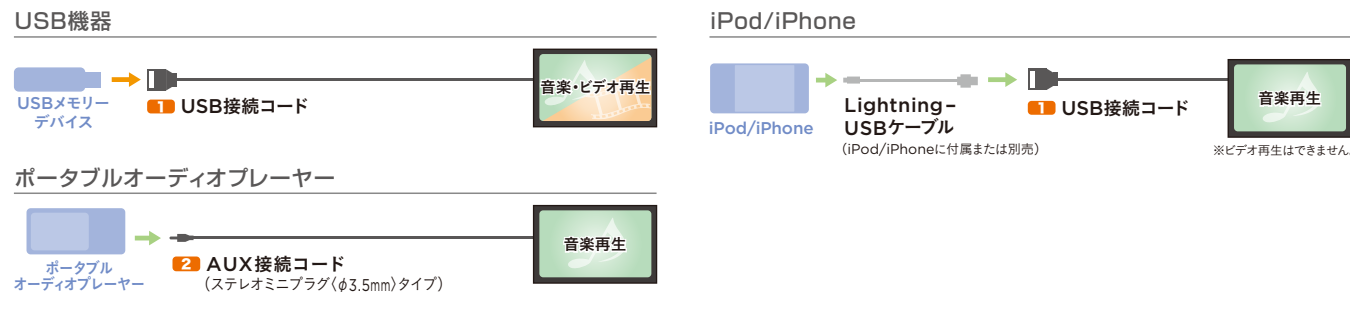 USB機器
USBメモリー
デバイス
1 USB接続コード
音楽・ビデオ再生
iPod/iPhone
iPod/iPhone
Lightning-
USBケーブル
(iPod/iPhoneに付属または別売)
1 USB接続コード
音楽再生
※ビデオ再生はできません。
ポータブルオーディオプレーヤー
ポータブル
オーディオプレーヤー
2 AUX接続コード
(ステレオミニプラグ〈φ3.5mm〉タイプ)
音楽再生